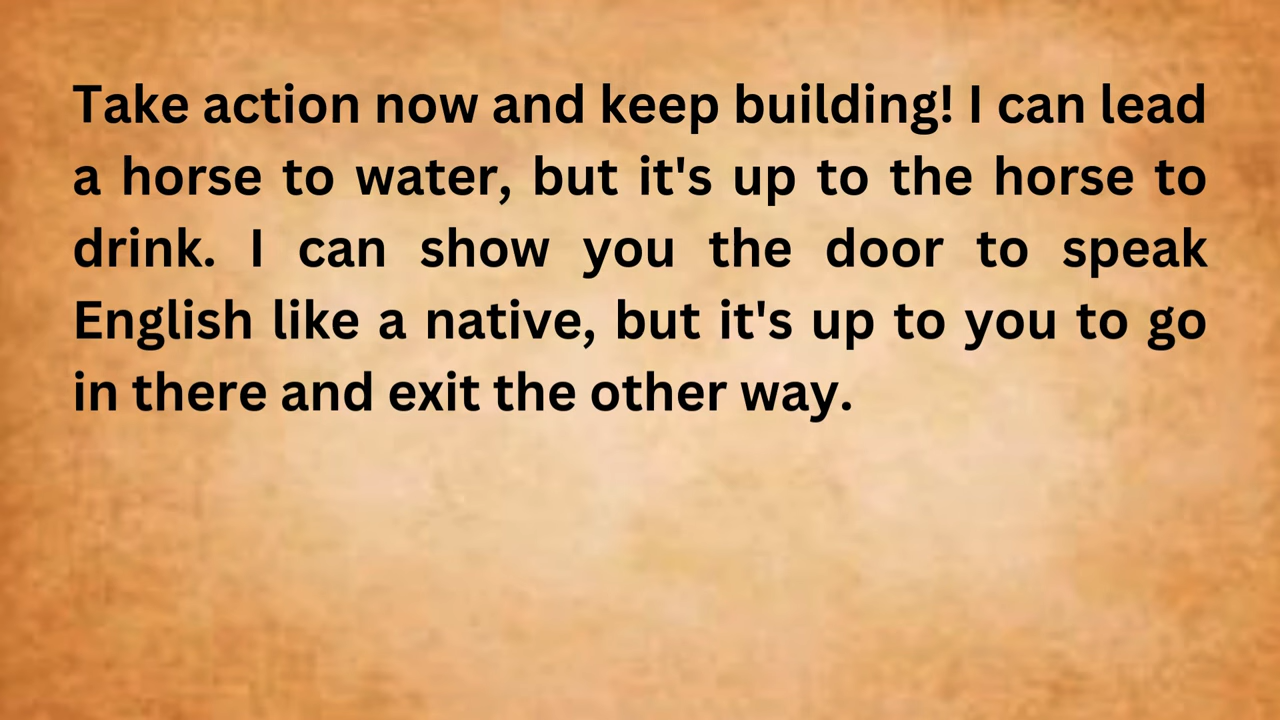 Take action now and keep building! I can lead
a horse to water, but it's up to the horse to
drink. I can show you the door to speak
English like a native, but it's up to you to go
in there and exit the other way.